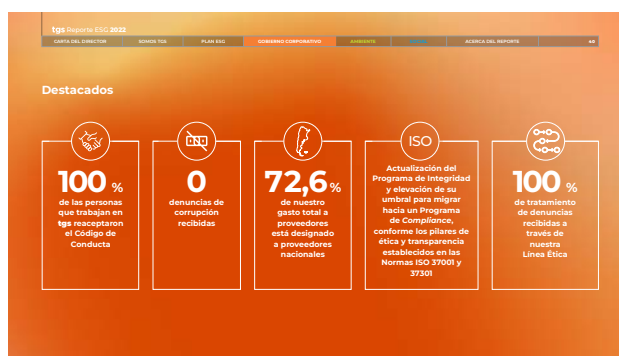 tgs Reporte ESG 2022
CARTA DEL DIRECTOR SOMOS TGS PLAN ESG GOBIERNO CORPORATIVO AMBIENTE ACERCA DEL REPORTE
Destacados
100 %
de las personas
que trabajan en
tgs reaceptaron
el Código de
Conducta
0
denuncias de
corrupción
recibidas
72,6 %
de nuestro
gasto total a
proveedores
está designado
a proveedores
nacionales
ISO
Actualización del
Programa de Integridad
y elevación de su
umbral para migrar
hacia un Programa
de Compliance,
conforme los pilares de
ética y transparencia
establecidos en las
Normas ISO 37001 y
37301
100 %
de tratamiento
de denuncias
recibidas a
través de
nuestra
Línea Ética